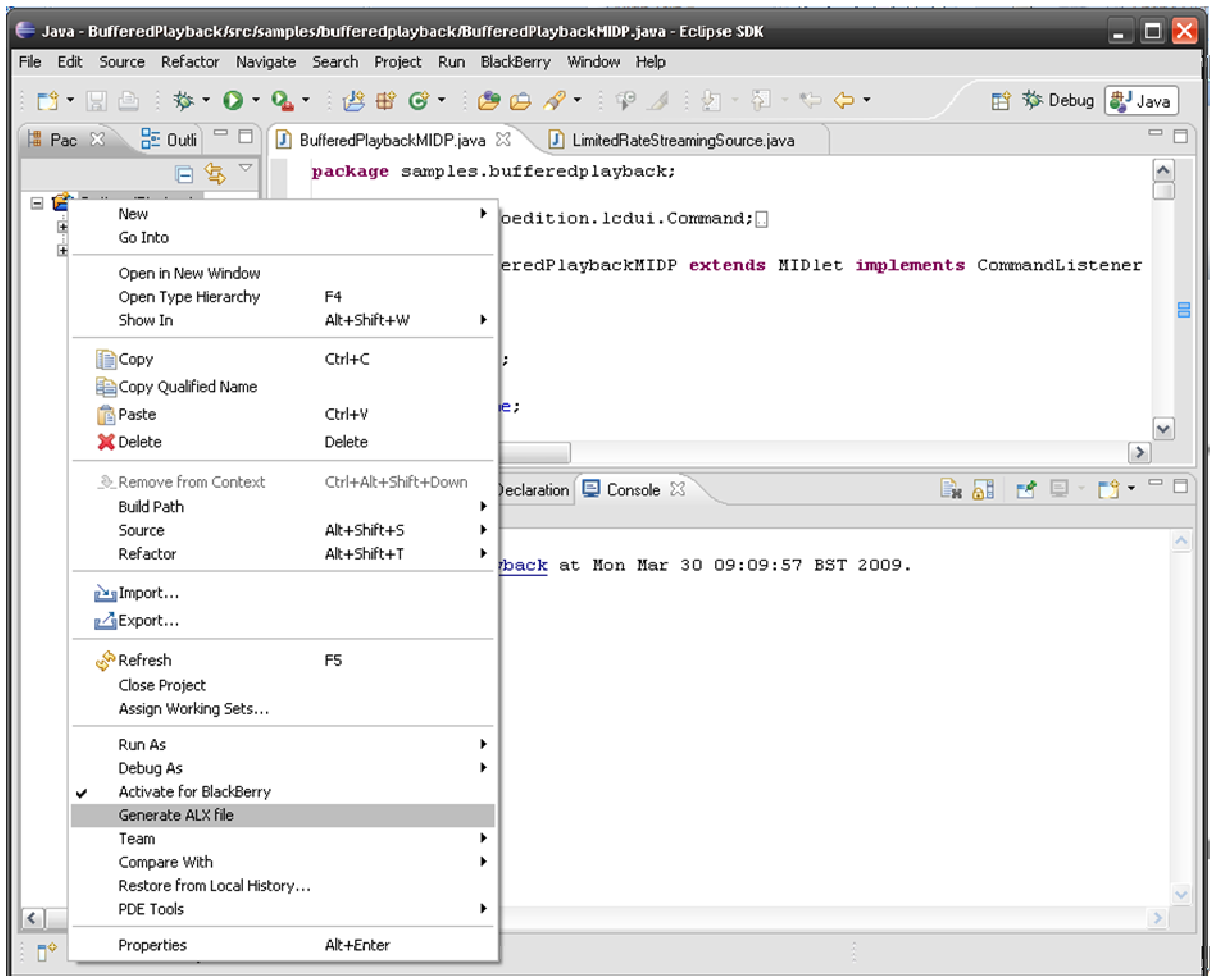 Java - BufferedPlayback/src/samples/bufferedplayback/BufferedPlaybackMIDP.java - Eclipse SDK
File Edit Source Refactor Navigate Search Project Run BlackBerry Window Help
Debug Java
Pac Outli BufferedPlaybackMIDP.java LimitedRateStreamingSource.java
package samples.bufferedplayback;
oedition.lcdui.Command;
eredPlaybackMIDP extends MIDlet implements CommandListener
;
e;
New
Go Into
Open in New Window
Open Type Hierarchy F4
Show In Alt+Shift+W
Copy Ctrl+C
Copy Qualified Name
Paste Ctrl+V
Delete Delete
Remove from Context Ctrl+Alt+Shift+Down
Build Path
Source Alt+Shift+S
Refactor Alt+Shift+T
Import...
Export...
Refresh F5
Close Project
Assign Working Sets...
Run As
Debug As
Activate for BlackBerry
Generate ALX file
Team
Compare With
Restore from Local History...
PDE Tools
Properties Alt+Enter
Declaration Console
yback at Mon Mar 30 09:09:57 BST 2009.